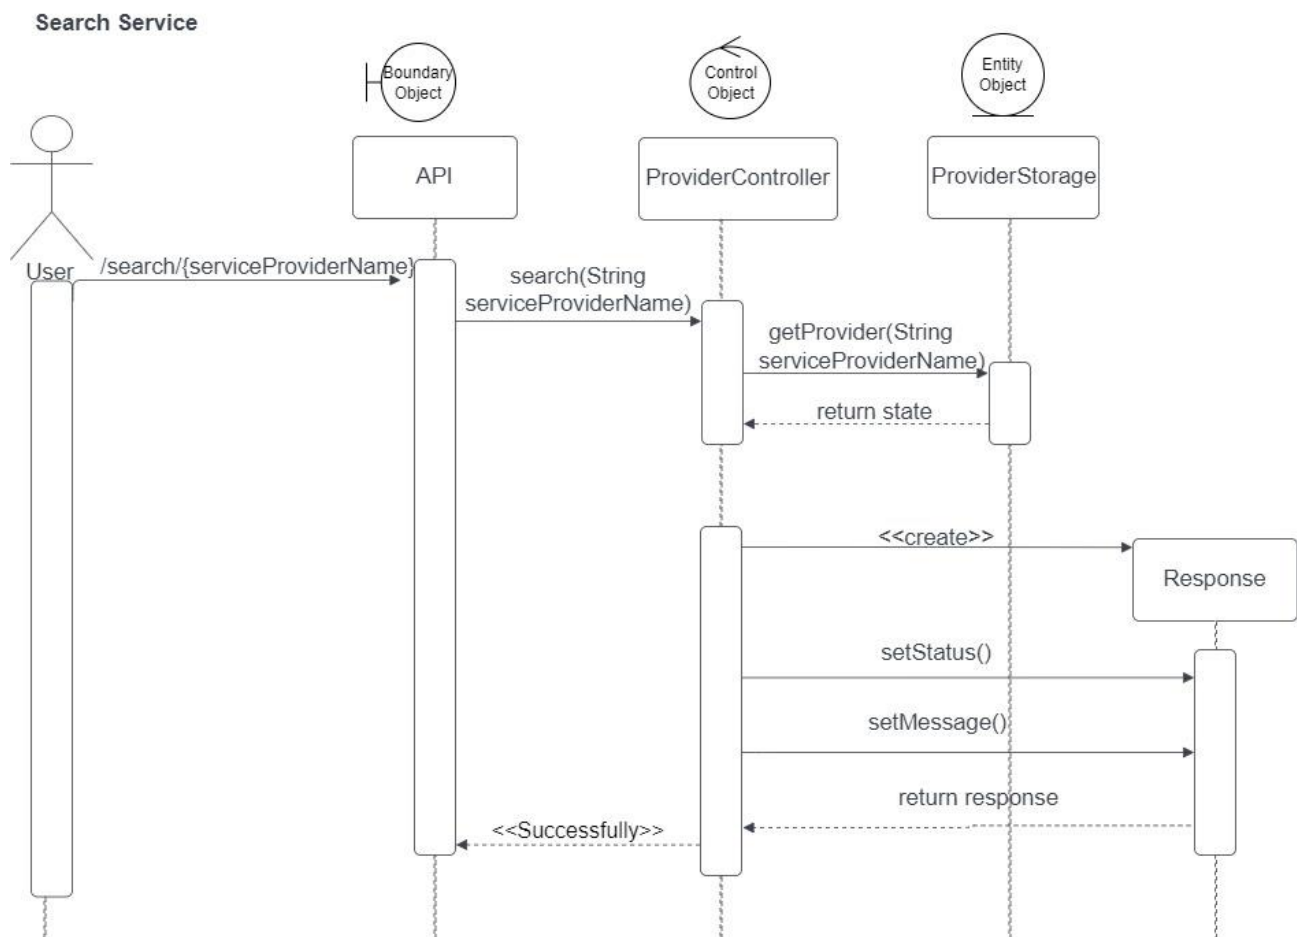 Search Service
Boundary
Object
Control
Object
Entity
Object
API
ProviderController
ProviderStorage
User
/search/{serviceProviderName}
search(String
serviceProviderName)
getProvider(String
serviceProviderName)
return state
<<create>>
Response
setStatus()
setMessage()
return response
<<Successfully>>